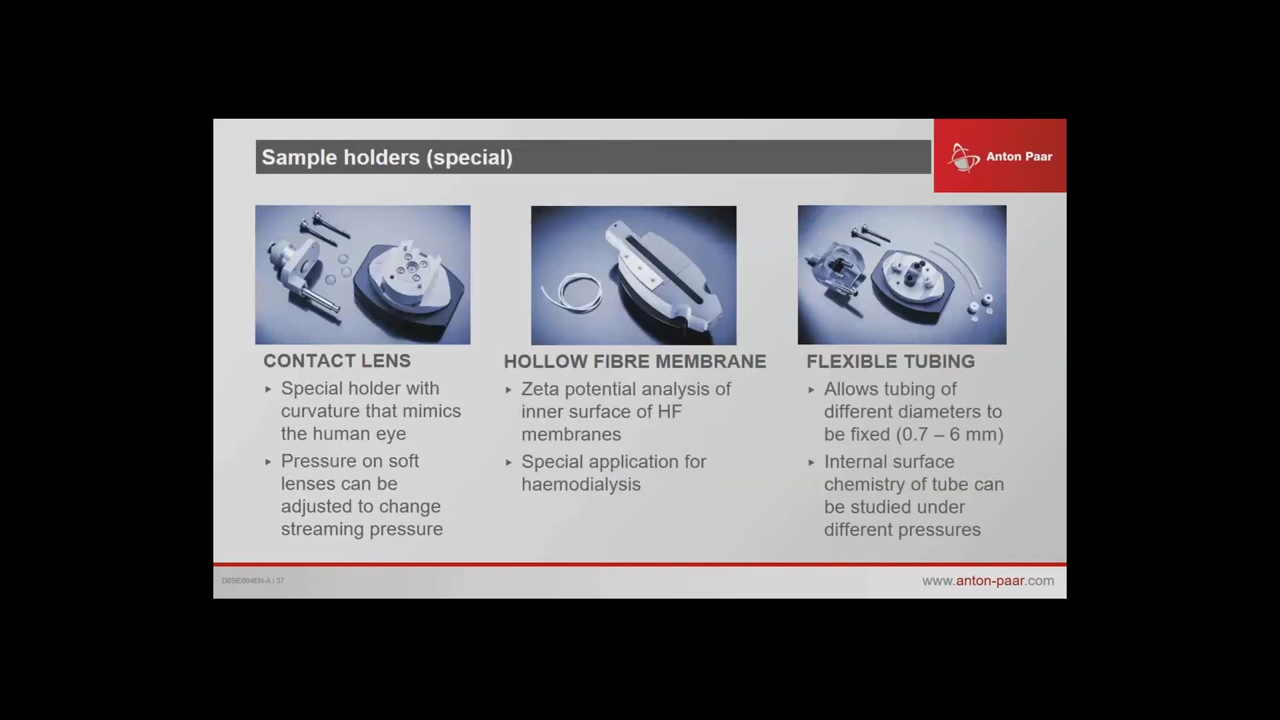 Sample holders (special)
Anton Paar
CONTACT LENS
▸ Special holder with
curvature that mimics
the human eye
▸ Pressure on soft
lenses can be
adjusted to change
streaming pressure
HOLLOW FIBRE MEMBRANE
▸ Zeta potential analysis of
inner surface of HF
membranes
▸ Special application for
haemodialysis
FLEXIBLE TUBING
▸ Allows tubing of
different diameters to
be fixed (0.7 – 6 mm)
▸ Internal surface
chemistry of tube can
be studied under
different pressures
| 37
www.anton-paar.com